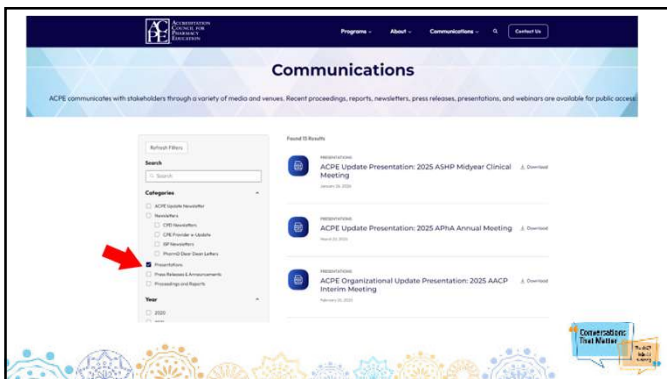 ACCREDITATION
COUNCIL FOR
PHARMACY
EDUCATION
ACPE
Programs
About
Communications
Contact Us
Communications
ACPE communicates with stakeholders through a variety of media and venues. Recent proceedings, reports, newsletters, press releases, presentations, and webinars are available for public access.
Refresh Filters
Search
Search
Categories
ACPE Update Newsletter
Newsletters
CPD Newsletters
CPE Provider e-Update
ISP Newsletters
PharmD Dear Dean Letters
Presentations
Press Releases & Announcements
Proceedings and Reports
Year
Found 15 Results
PRESENTATIONS
ACPE Update Presentation: 2025 ASHP Midyear Clinical
Meeting
Download
PRESENTATIONS
ACPE Update Presentation: 2025 APhA Annual Meeting
Download
PRESENTATIONS
ACPE Organizational Update Presentation: 2025 AACP
Interim Meeting
Download
Conversations
That Matter